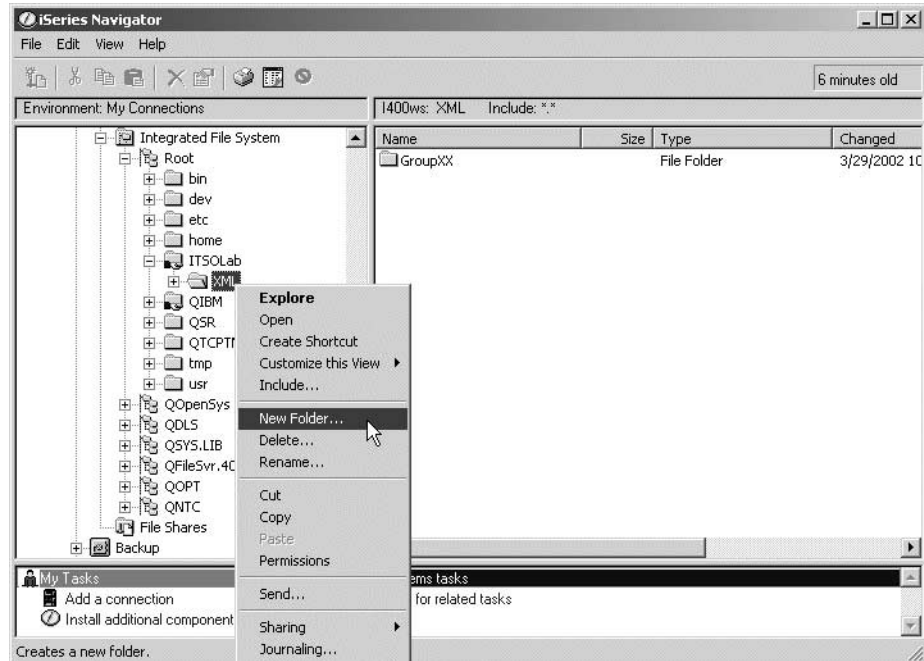 iSeries Navigator
File Edit View Help
6 minutes old
Environment: My Connections
I400ws: XML Include: *.*
Integrated File System
Root
bin
dev
etc
home
ITSOLab
XML
QIBM
QSR
QTCPTM
tmp
usr
QOpenSys
QDLS
QSYS.LIB
QFileSvr.40
QOPT
QNTC
File Shares
Backup
Name Size Type Changed
GroupXX File Folder 3/29/2002 10
Explore
Open
Create Shortcut
Customize this View
Include...
New Folder...
Delete...
Rename...
Cut
Copy
Paste
Permissions
Send...
Sharing
Journaling...
My Tasks
Add a connection
Install additional component
ems tasks
for related tasks
Creates a new folder.